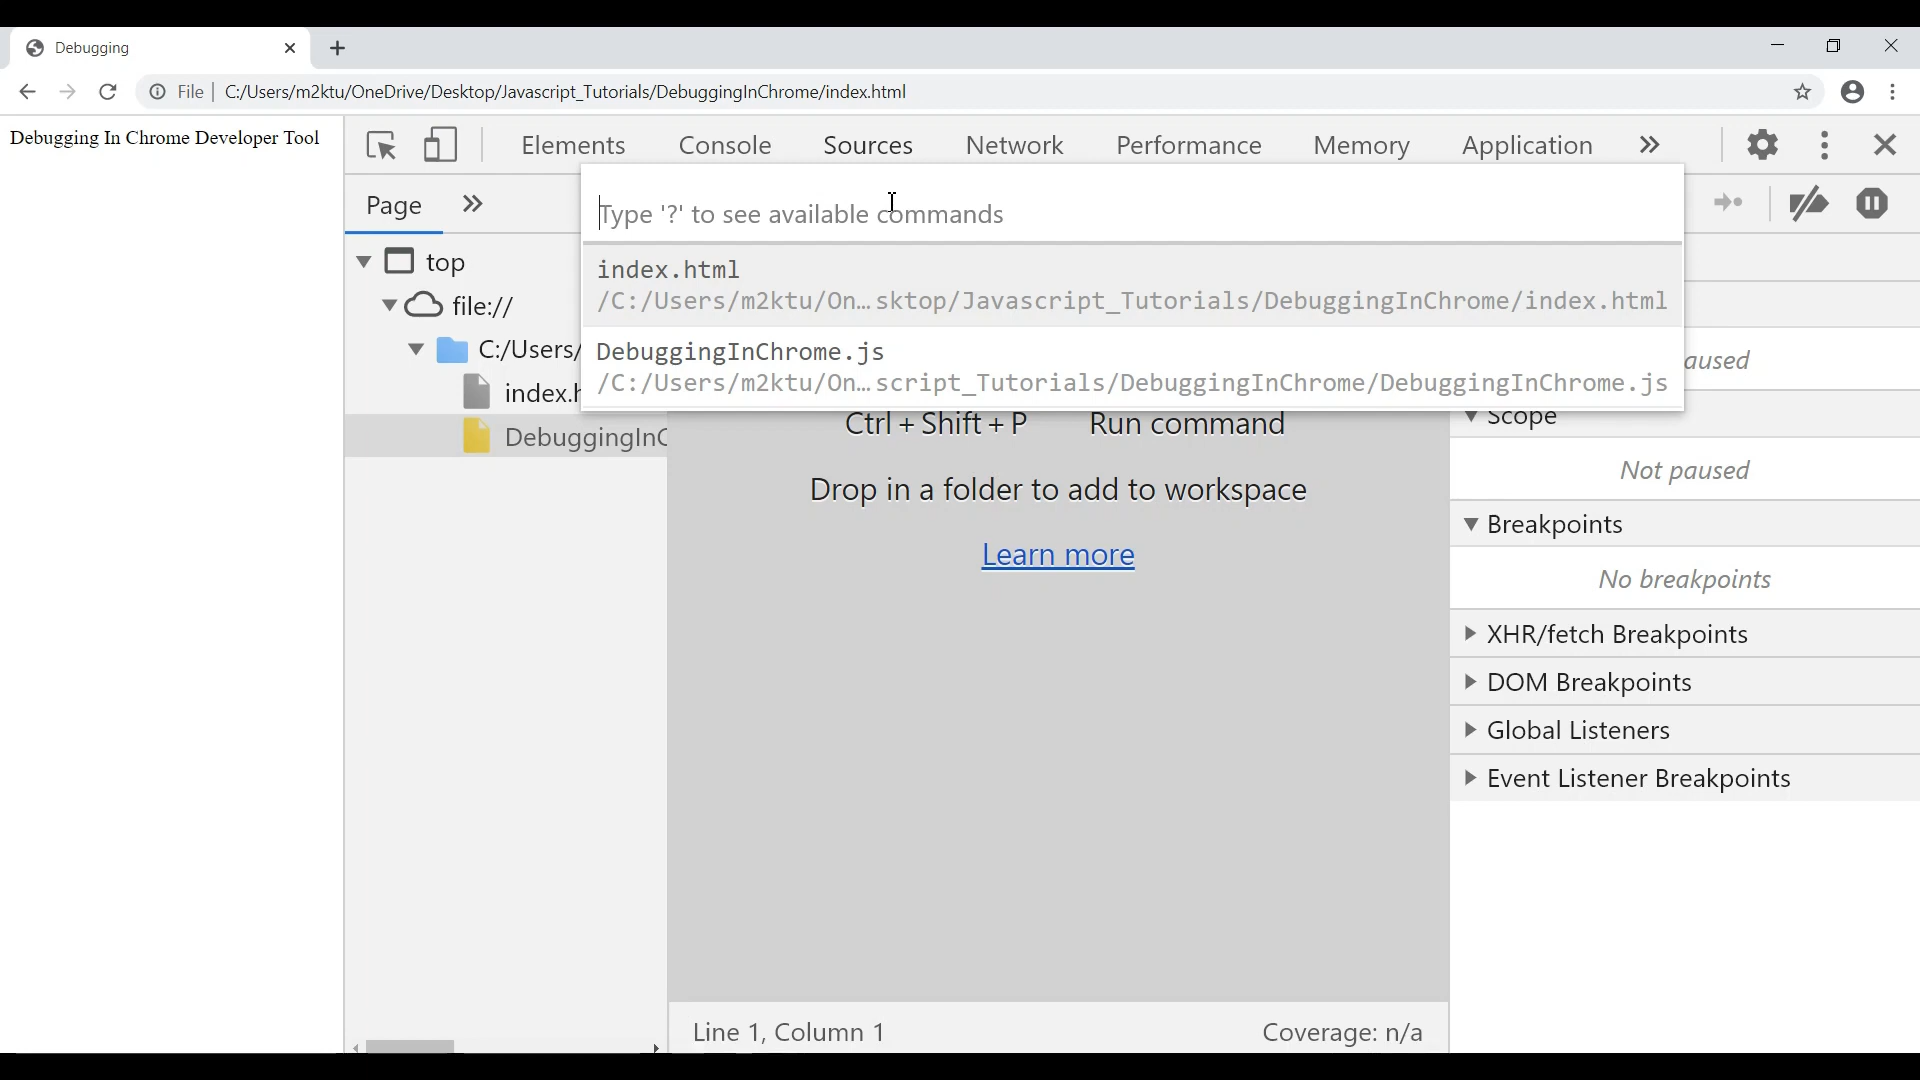 Debugging
File
C:/Users/m2ktu/OneDrive/Desktop/Javascript_Tutorials/DebuggingInChrome/index.html
Debugging In Chrome Developer Tool
Elements Console Sources Network Performance Memory Application
Page
Type '?' to see available commands
index.html
/C:/Users/m2ktu/On…sktop/Javascript_Tutorials/DebuggingInChrome/index.html
DebuggingInChrome.js
/C:/Users/m2ktu/On…script_Tutorials/DebuggingInChrome/DebuggingInChrome.js
top
file://
C:/Users/
index.h
DebuggingInC
Ctrl + Shift + P Run command
Drop in a folder to add to workspace
Learn more
Line 1, Column 1
Coverage: n/a
aused
Scope
Not paused
Breakpoints
No breakpoints
XHR/fetch Breakpoints
DOM Breakpoints
Global Listeners
Event Listener Breakpoints